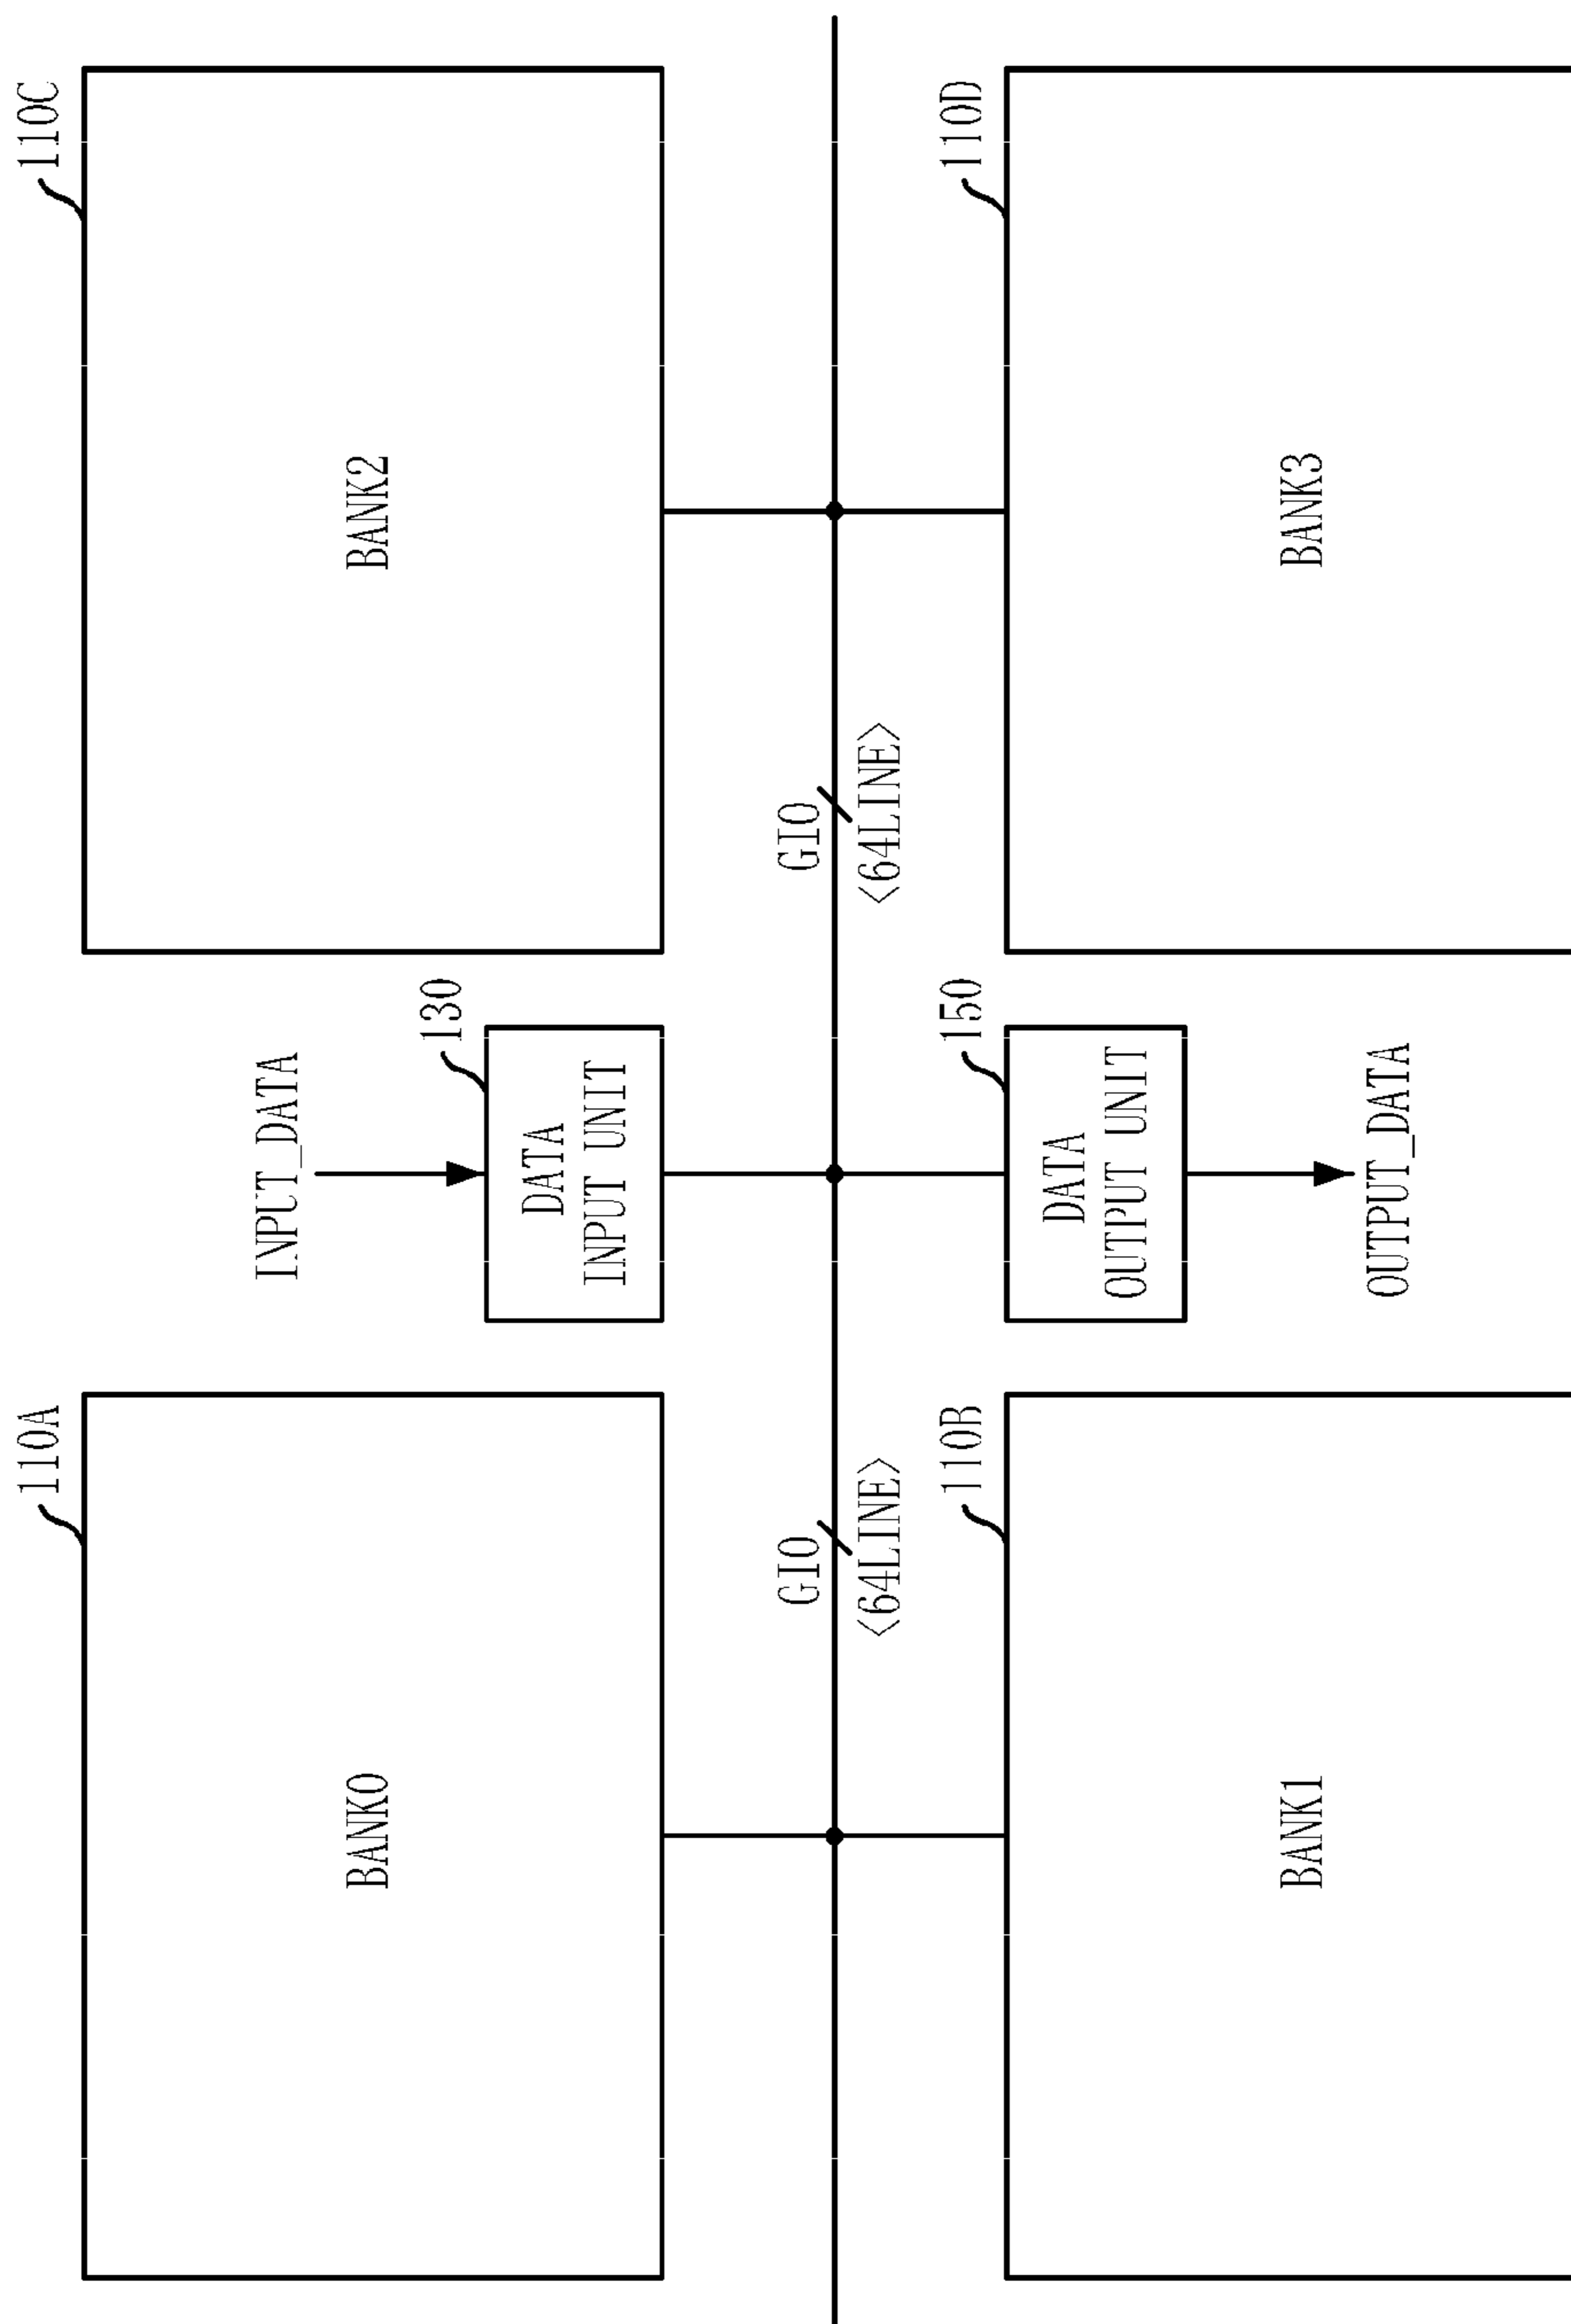 110A
BANK0
110C
BANK2
INPUT_DATA
130
DATA
INPUT UNIT
GIO
<64LINE>
GIO
<64LINE>
110B
BANK1
150
DATA
OUTPUT UNIT
OUTPUT_DATA
110D
BANK3